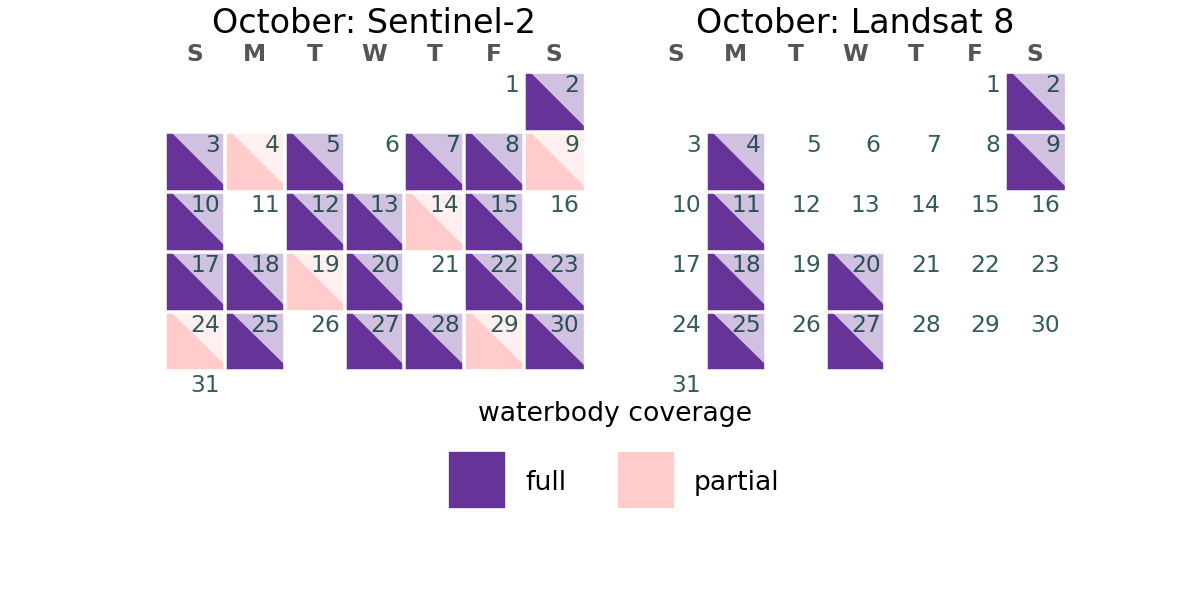 October: Sentinel-2
S M T W T F S
1 2
3 4 5 6 7 8 9
10 11 12 13 14 15 16
17 18 19 20 21 22 23
24 25 26 27 28 29 30
31
October: Landsat 8
S M T W T F S
1 2
3 4 5 6 7 8 9
10 11 12 13 14 15 16
17 18 19 20 21 22 23
24 25 26 27 28 29 30
31
waterbody coverage
full partial